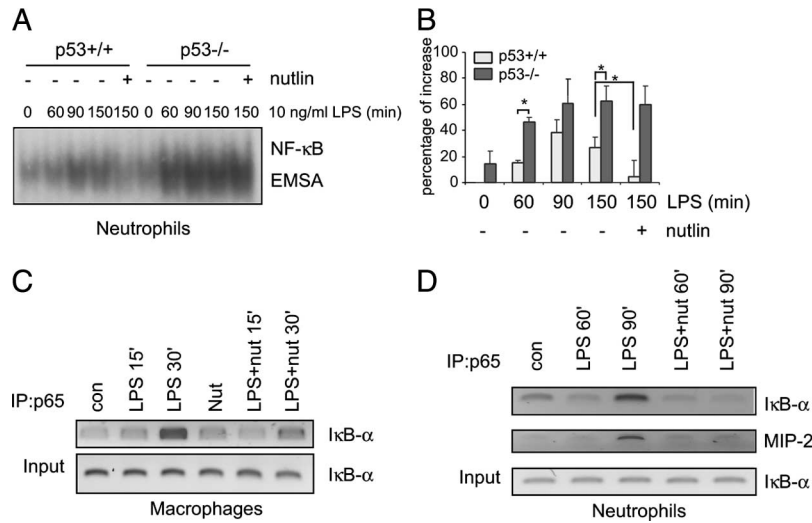 A
p53+/+ p53-/-
- - - - + - - - - + nutlin
0 60 90 150 150 0 60 90 150 150 10 ng/ml LPS (min)
NF-κB
EMSA
Neutrophils
B
percentage of increase
100
80
60
40
20
0
p53+/+
p53-/-
*
*
*
0 60 90 150 150 LPS (min)
- - - - + nutlin
C
IP:p65
con
LPS 15'
LPS 30'
Nut
LPS+nut 15'
LPS+nut 30'
IκB-α
Input
IκB-α
Macrophages
D
IP:p65
con
LPS 60'
LPS 90'
LPS+nut 60'
LPS+nut 90'
IκB-α
MIP-2
Input
IκB-α
Neutrophils